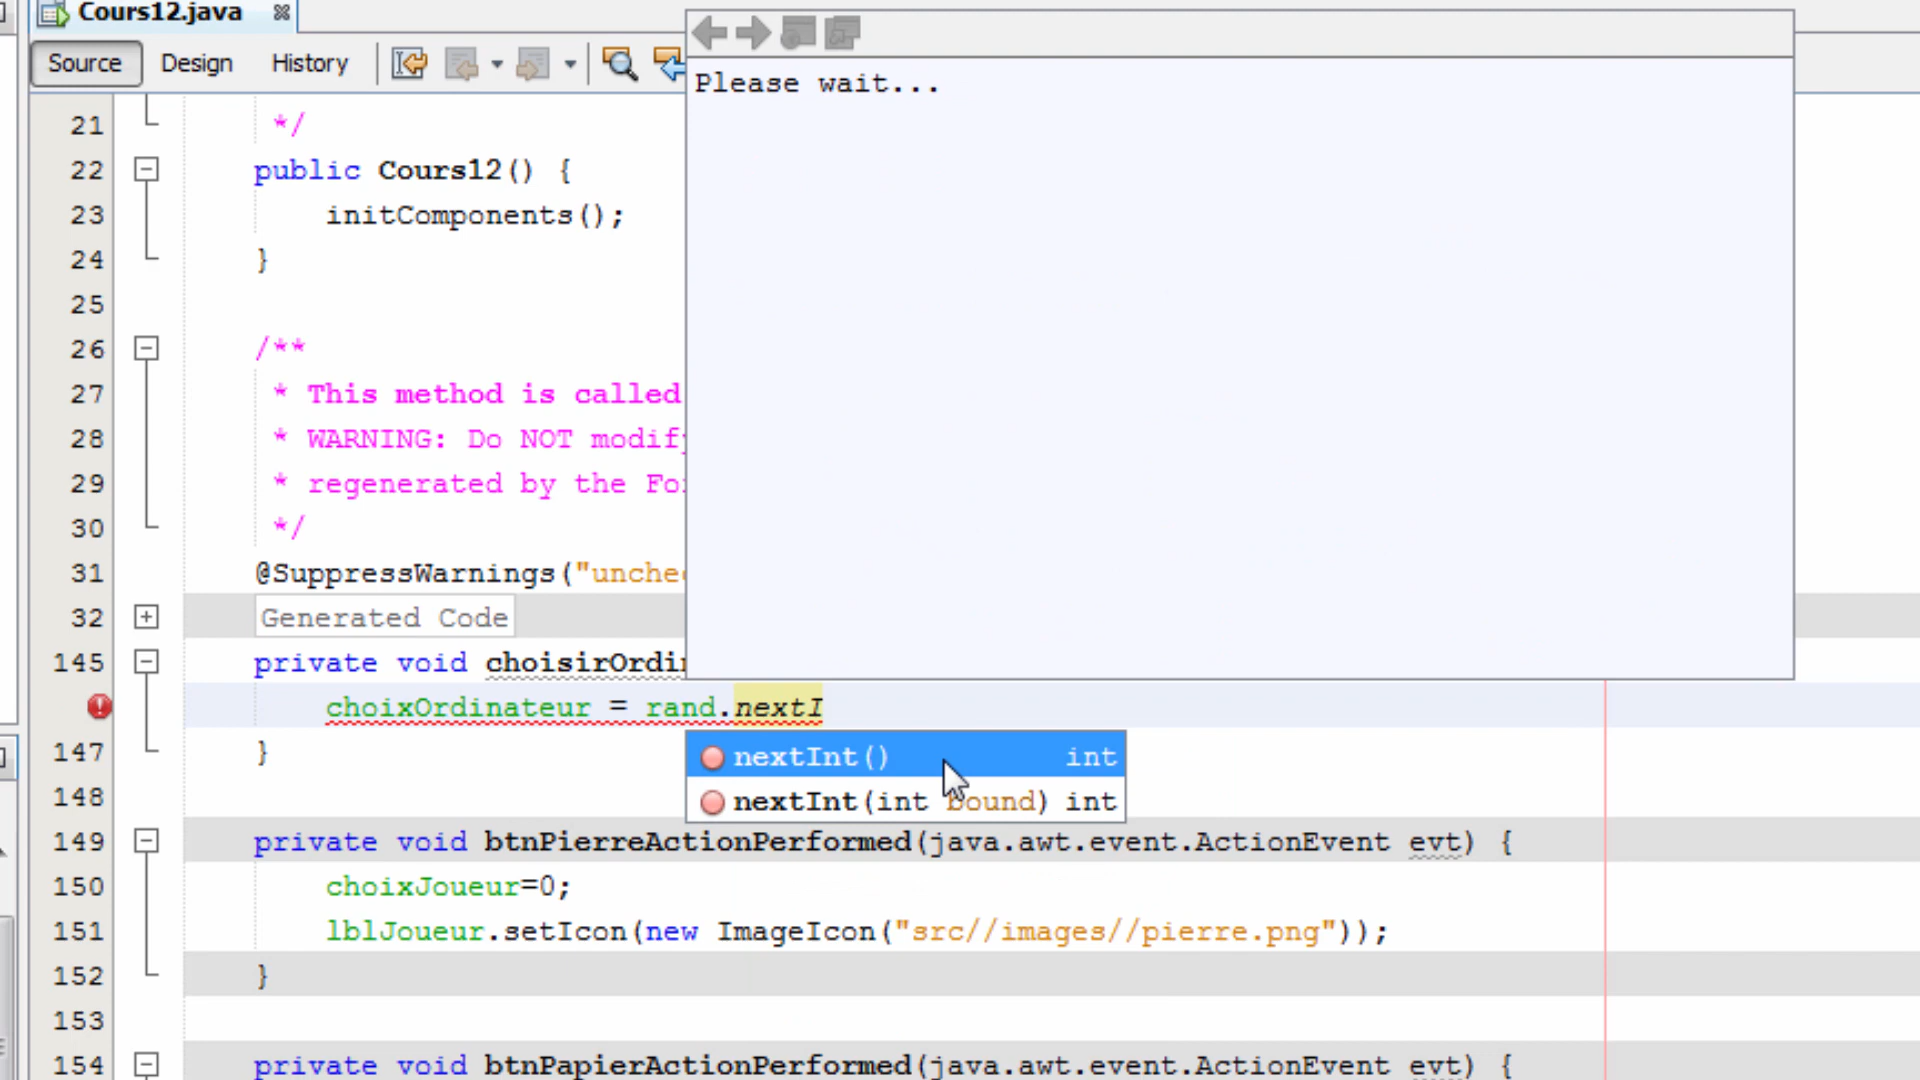 Cours12.java
Source Design History
Please wait...
21 */
22 public Cours12() {
23 initComponents();
24 }
25
26 /**
27 * This method is called
28 * WARNING: Do NOT modify
29 * regenerated by the Fo
30 */
31 @SuppressWarnings("unche
32 Generated Code
145 private void choisirOrdin
choixOrdinateur = rand.nextI
nextInt() int
147 }
nextInt(int bound) int
148
149 private void btnPierreActionPerformed(java.awt.event.ActionEvent evt) {
150 choixJoueur=0;
151 lblJoueur.setIcon(new ImageIcon("src//images//pierre.png"));
152 }
153
154 private void btnPapierActionPerformed(java.awt.event.ActionEvent evt) {